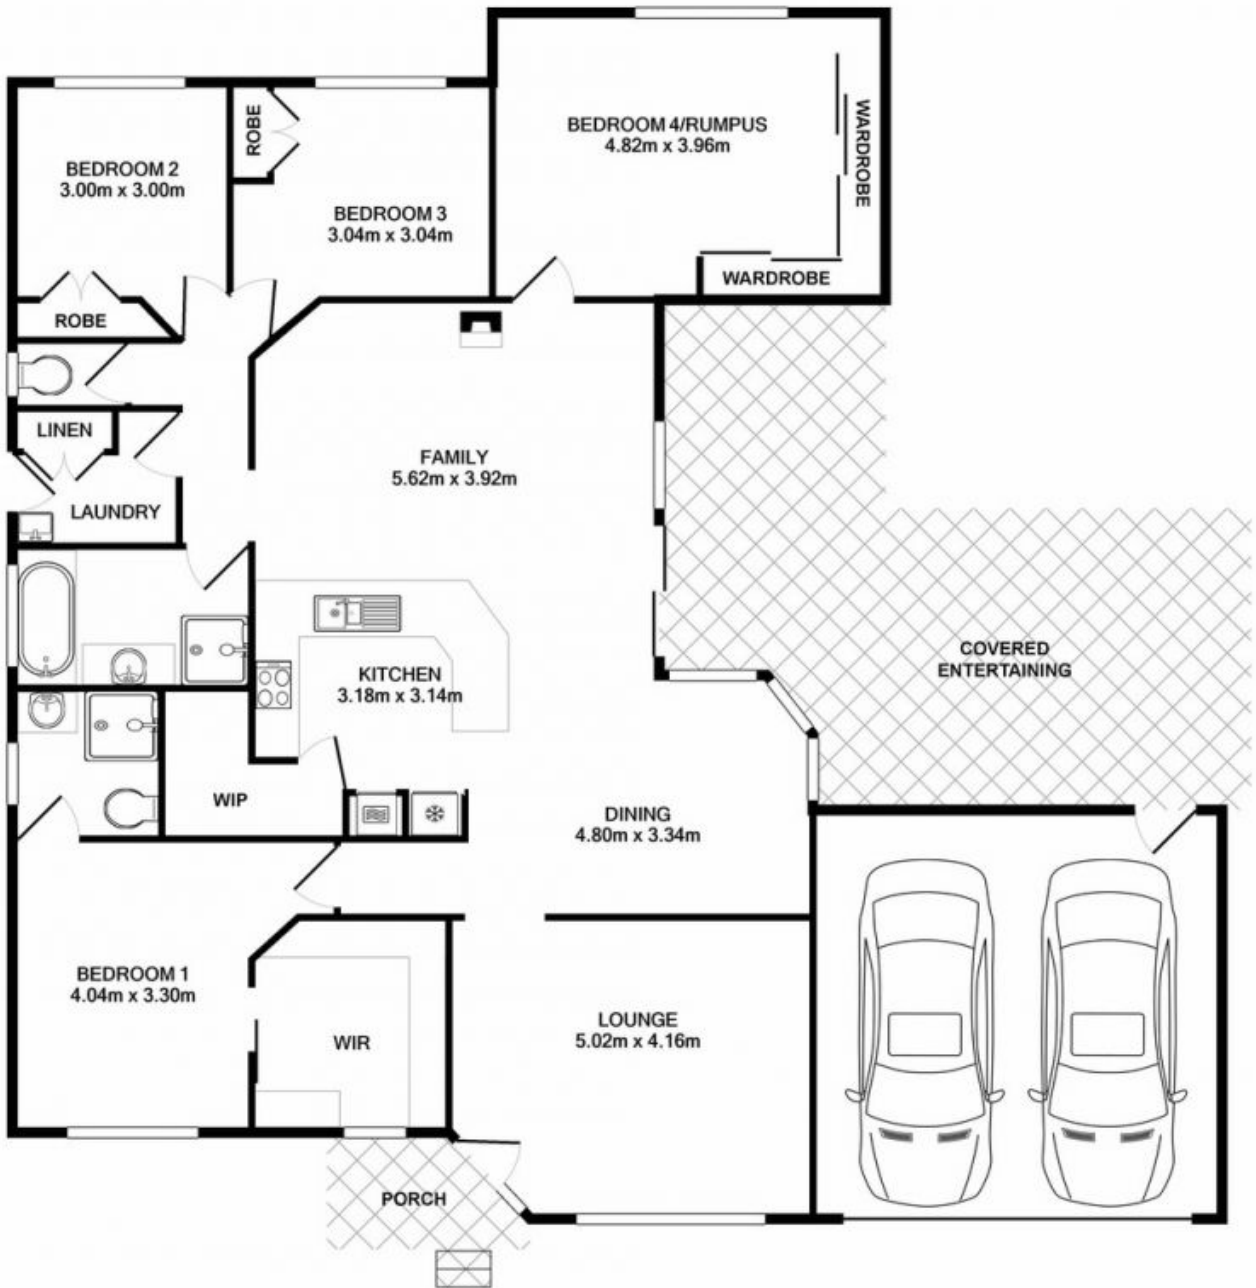 BEDROOM 2
3.00m x 3.00m
ROBE
BEDROOM 3
3.04m x 3.04m
BEDROOM 4/RUMPUS
4.82m x 3.96m
WARDROBE
WARDROBE
ROBE
LINEN
LAUNDRY
FAMILY
5.62m x 3.92m
KITCHEN
3.18m x 3.14m
COVERED
ENTERTAINING
WIP
DINING
4.80m x 3.34m
BEDROOM 1
4.04m x 3.30m
WIR
LOUNGE
5.02m x 4.16m
PORCH